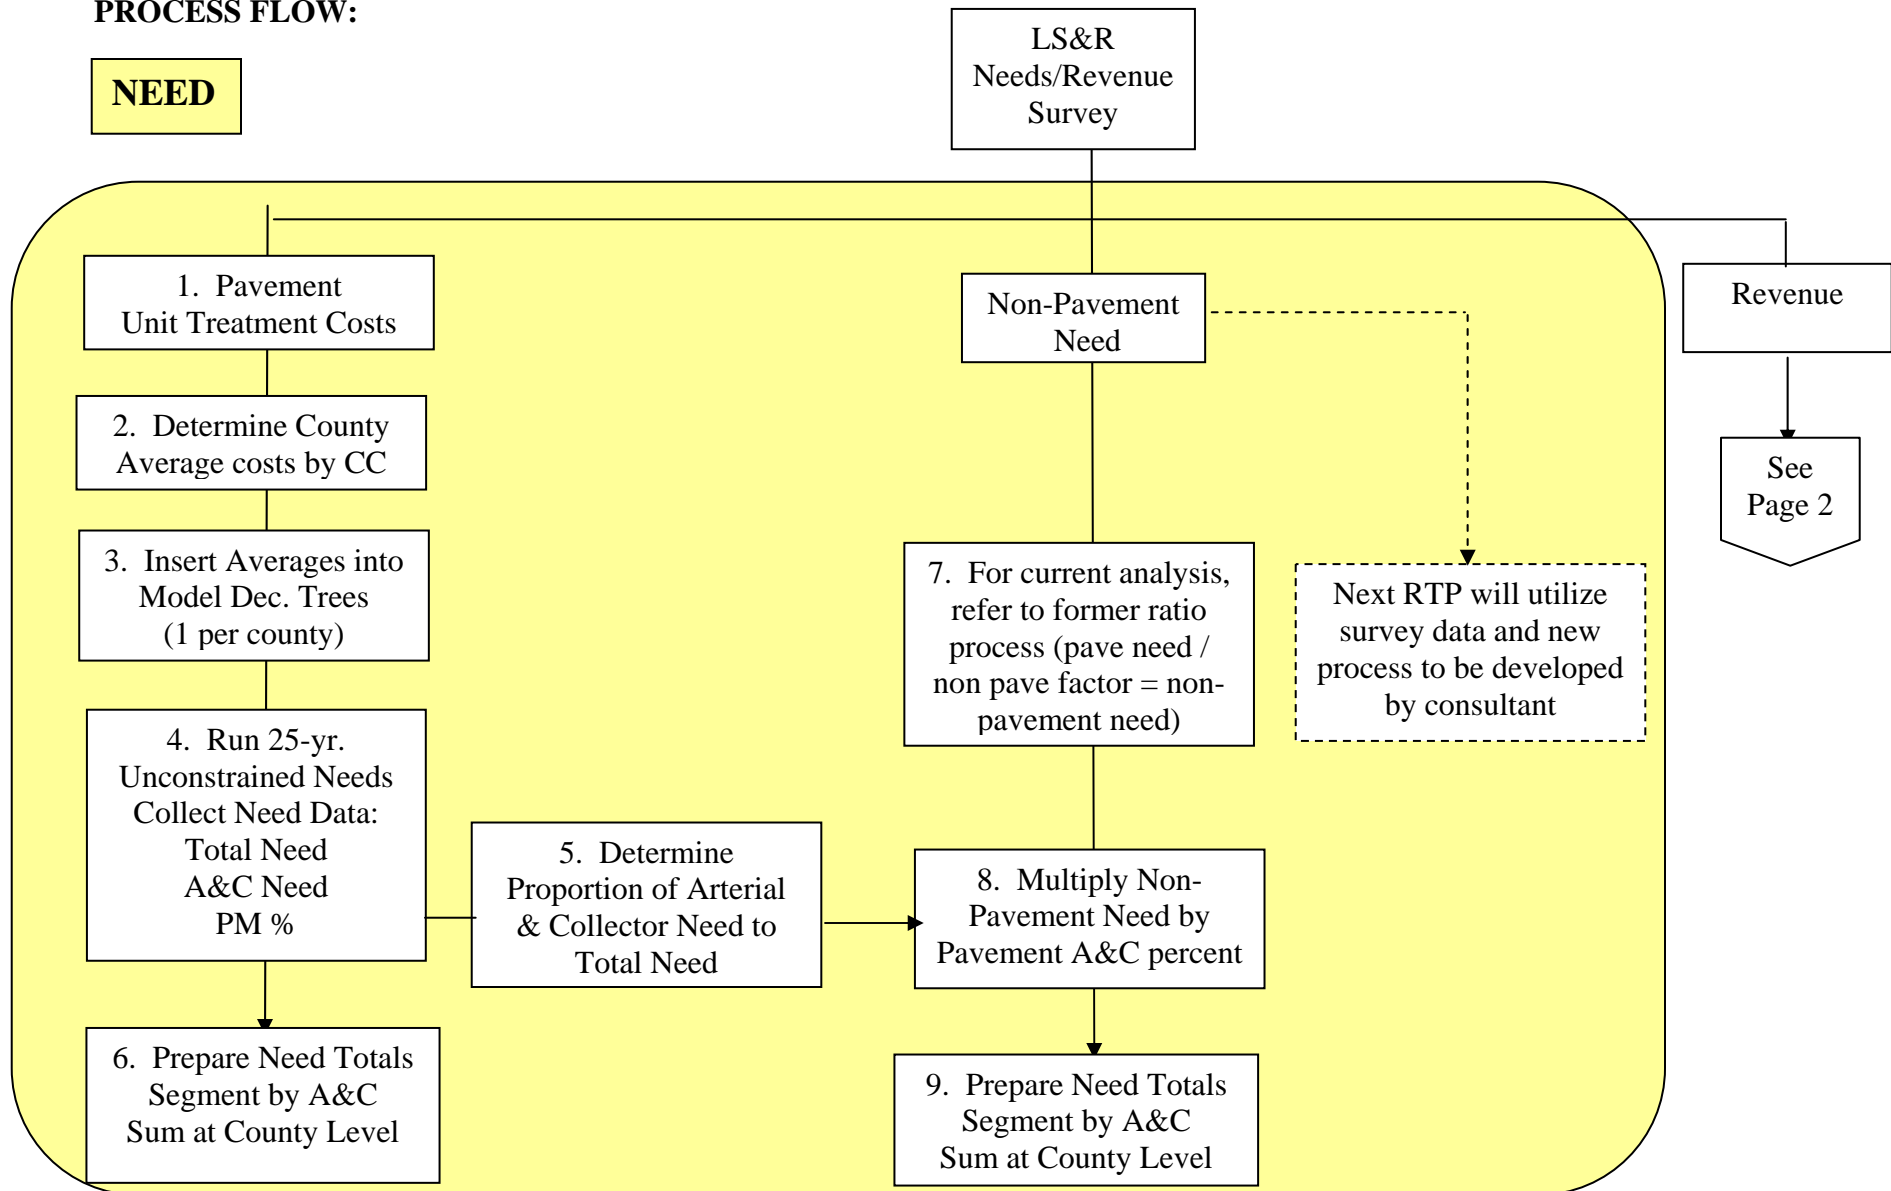 PROCESS FLOW:
NEED
LS&R
Needs/Revenue
Survey
1. Pavement
Unit Treatment Costs
Non-Pavement
Need
Revenue
2. Determine County
Average costs by CC
See
Page 2
3. Insert Averages into
Model Dec. Trees
(1 per county)
7. For current analysis,
refer to former ratio
process (pave need /
non pave factor = non-
pavement need)
Next RTP will utilize
survey data and new
process to be developed
by consultant
4. Run 25-yr.
Unconstrained Needs
Collect Need Data:
Total Need
A&C Need
PM %
5. Determine
Proportion of Arterial
& Collector Need to
Total Need
8. Multiply Non-
Pavement Need by
Pavement A&C percent
6. Prepare Need Totals
Segment by A&C
Sum at County Level
9. Prepare Need Totals
Segment by A&C
Sum at County Level